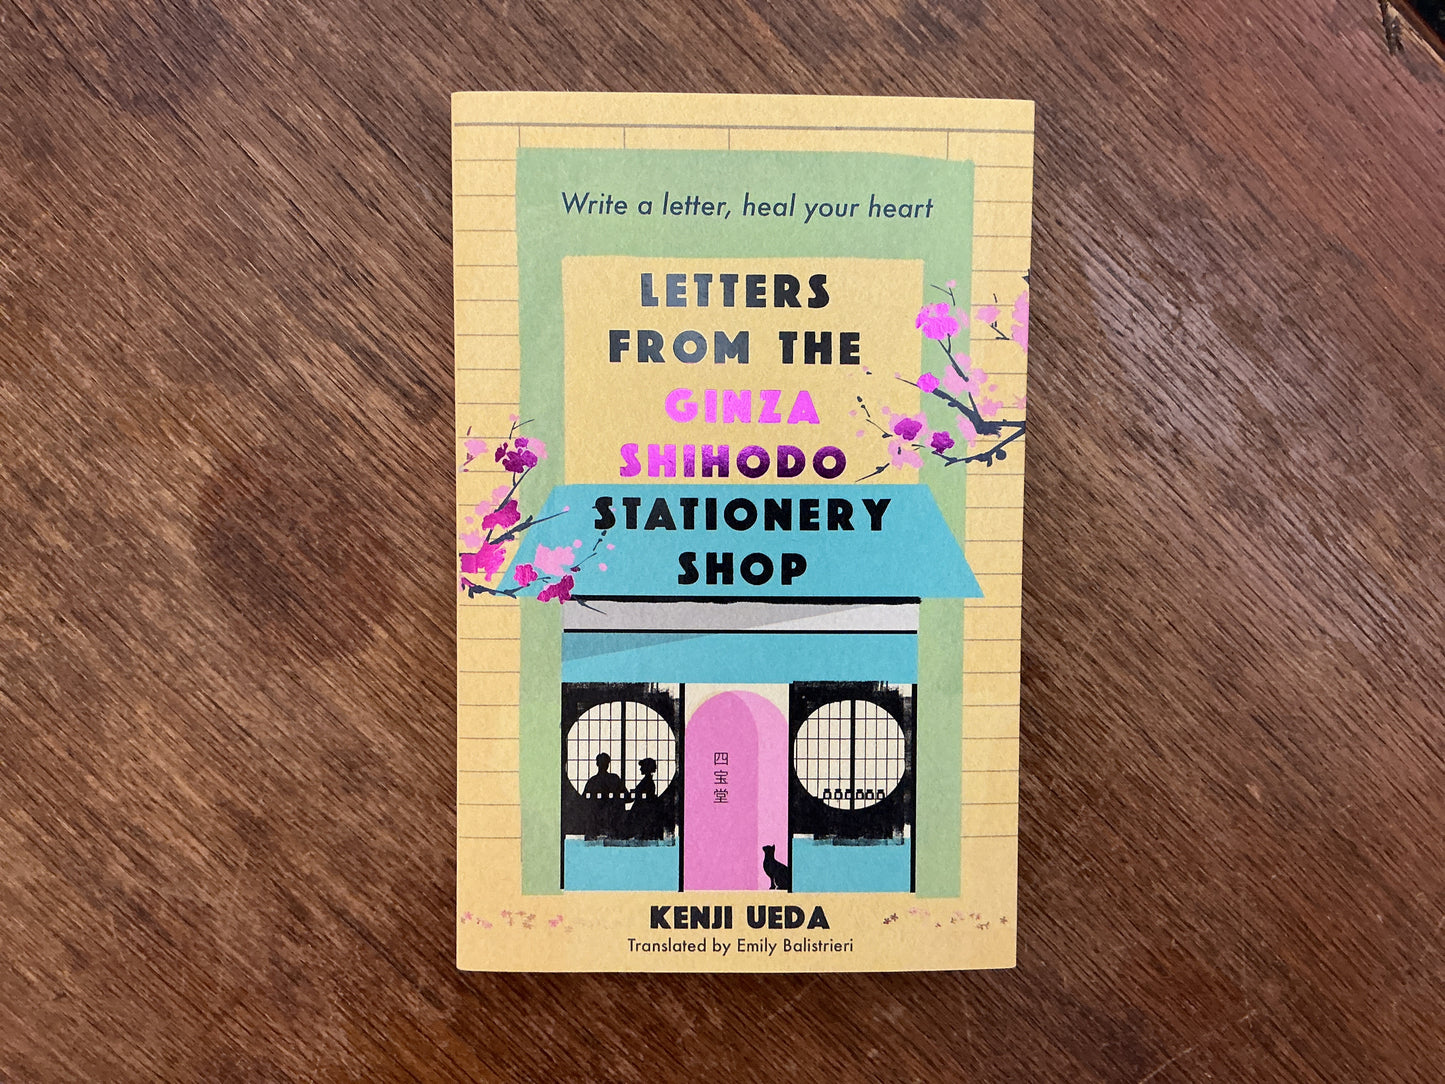 Write a letter, heal your heart
LETTERS
FROM THE
GINZA
SHIHODO
STATIONERY
SHOP
四宝堂
KENJI UEDA
Translated by Emily Balistrieri